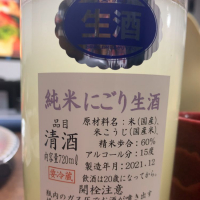 生酒
純米にごり生酒
品目
清酒
内容量720ml
要冷蔵
原材料名:米(国産)、
米こうじ(国産米)
精米歩合:60%
アルコール分:15度
製造年月:2021.12
飲酒は20歳になってから。
開栓注意